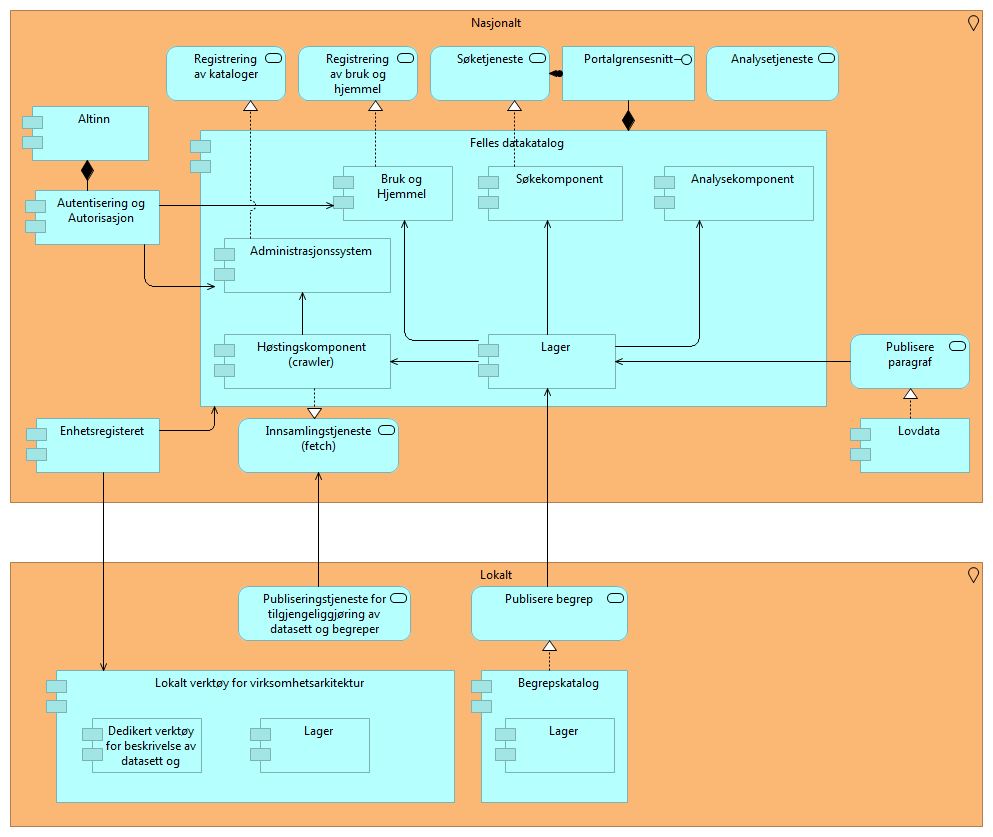 Nasjonalt
Registrering
av kataloger
Registrering
av bruk og
hjemmel
Søketjeneste
Portalgrensesnitt
Analysetjeneste
Altinn
Felles datakatalog
Autentisering og
Autorisasjon
Bruk og
Hjemmel
Søkekomponent
Analysekomponent
Administrasjonssystem
Høstingskomponent
(crawler)
Lager
Publisere
paragraf
Enhetsregisteret
Innsamlingstjeneste
(fetch)
Lovdata
Lokalt
Publiseringstjeneste for
tilgjengeliggjøring av
datasett og begreper
Publisere begrep
Lokalt verktøy for virksomhetsarkitektur
Dedikert verktøy
for beskrivelse av
datasett og
Lager
Begrepskatalog
Lager